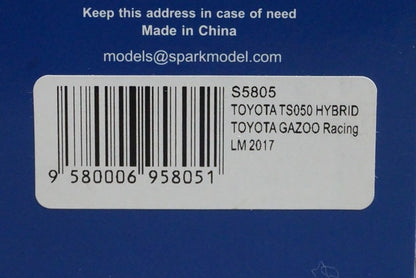 Keep this address in case of need
Made in China
models@sparkmodel.com
S5805
TOYOTA TS050 HYBRID
TOYOTA GAZOO Racing
LM 2017
9 580006 958051